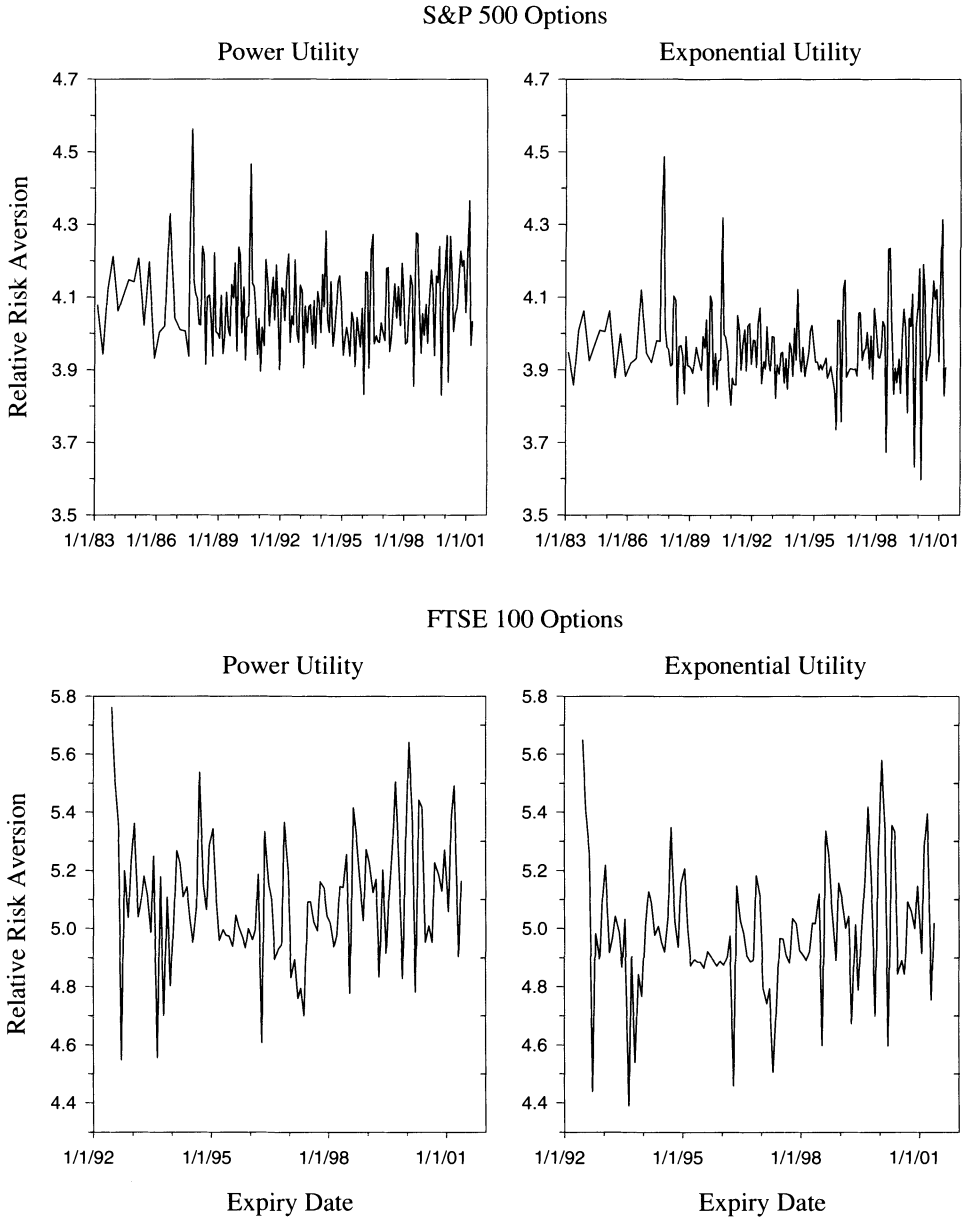 S&P 500 Options
Power Utility
Exponential Utility
Relative Risk Aversion
4.7
4.5
4.3
4.1
3.9
3.7
3.5
1/1/83 1/1/86 1/1/89 1/1/92 1/1/95 1/1/98 1/1/01
4.7
4.5
4.3
4.1
3.9
3.7
3.5
1/1/83 1/1/86 1/1/89 1/1/92 1/1/95 1/1/98 1/1/01
FTSE 100 Options
Power Utility
Exponential Utility
Relative Risk Aversion
5.8
5.6
5.4
5.2
5.0
4.8
4.6
4.4
1/1/92 1/1/95 1/1/98 1/1/01
Expiry Date
5.8
5.6
5.4
5.2
5.0
4.8
4.6
4.4
1/1/92 1/1/95 1/1/98 1/1/01
Expiry Date